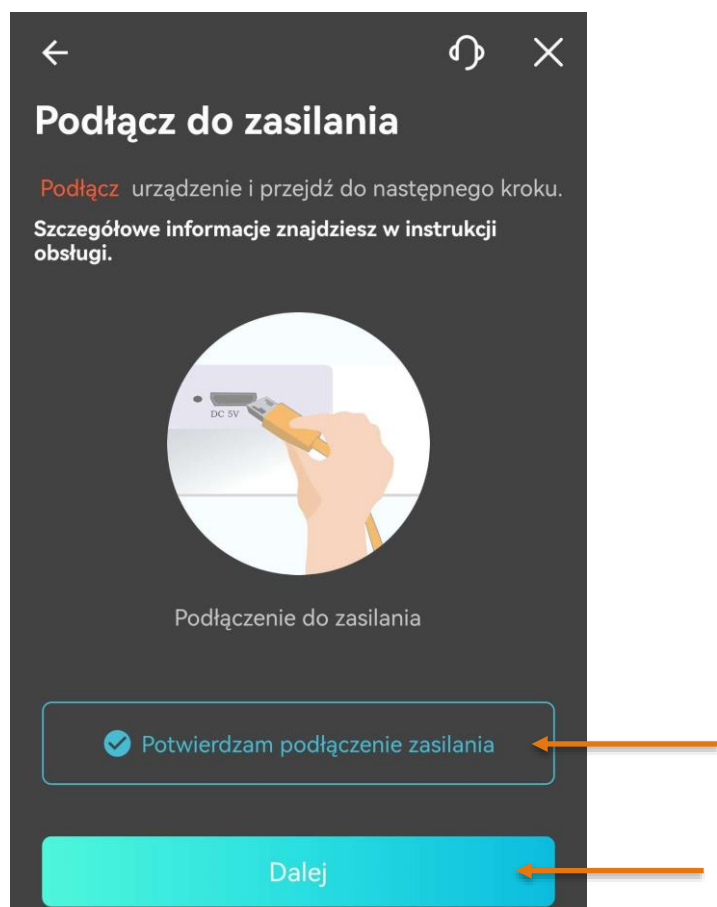 Podłącz do zasilania
Podłącz urządzenie i przejdź do następnego kroku.
Szczegółowe informacje znajdziesz w instrukcji
obsługi.
DC 5V
Podłączenie do zasilania
Potwierdzam podłączenie zasilania
Dalej